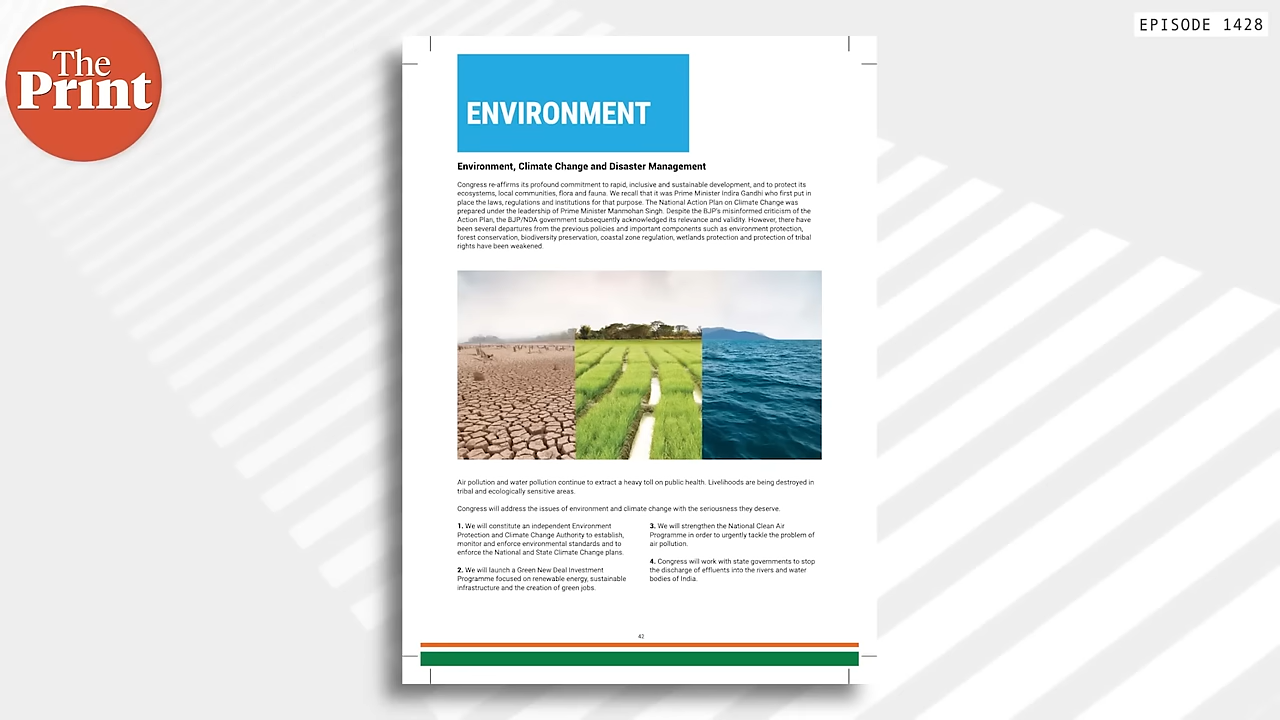 The
Print
EPISODE 1428
ENVIRONMENT
Environment, Climate Change and Disaster Management
Congress re-affirms its profound commitment to rapid, inclusive and sustainable development, and to protect its
ecosystems, local communities, flora and fauna. We recall that it was Prime Minister Indira Gandhi who first put in
place the laws, regulations and institutions for that purpose. The National Action Plan on Climate Change was
prepared under the leadership of Prime Minister Manmohan Singh. Despite the BJP's misinformed criticism of the
Action Plan, the BJP/NDA government subsequently acknowledged its relevance and validity. However, there have
been several departures from the previous policies and important components such as environment protection,
forest conservation, biodiversity preservation, coastal zone regulation, wetlands protection and protection of tribal
rights have been weakened.
Air pollution and water pollution continue to extract a heavy toll on public health. Livelihoods are being destroyed in
tribal and ecologically sensitive areas.
Congress will address the issues of environment and climate change with the seriousness they deserve.
1. We will constitute an independent Environment
Protection and Climate Change Authority to establish,
monitor and enforce environmental standards and to
enforce the National and State Climate Change plans.
2. We will launch a Green New Deal Investment
Programme focused on renewable energy, sustainable
infrastructure and the creation of green jobs.
3. We will strengthen the National Clean Air
Programme in order to urgently tackle the problem of
air pollution.
4. Congress will work with state governments to stop
the discharge of effluents into the rivers and water
bodies of India.
42